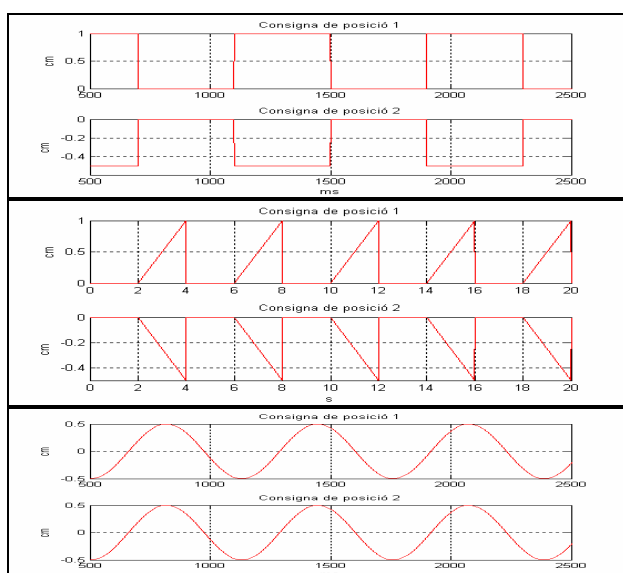 Consigna de posició 1
1
0.5
0
cm
500 1000 1500 2000 2500
Consigna de posició 2
0
-0.2
-0.4
cm
500 1000 1500 2000 2500
ms
Consigna de posició 1
1
0.5
0
cm
0 2 4 6 8 10 12 14 16 18 20
Consigna de posició 2
0
-0.2
-0.4
cm
0 2 4 6 8 10 12 14 16 18 20
s
Consigna de posició 1
0.5
0
-0.5
cm
500 1000 1500 2000 2500
Consigna de posició 2
0.5
0
-0.5
cm
500 1000 1500 2000 2500